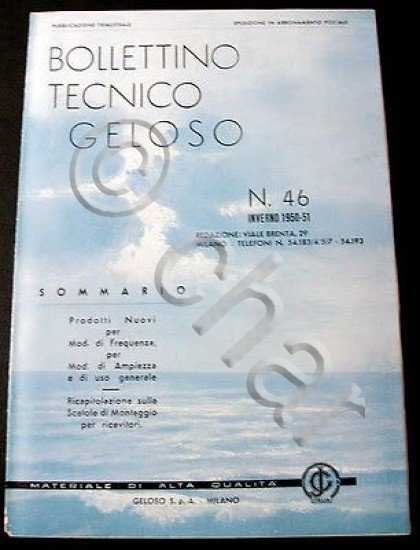 PUBBLICAZIONE TRIMESTRALE
SPEDIZIONE IN ABBONAMENTO POSTALE
BOLLETTINO
TECNICO
GELOSO
N. 46
INVERNO 1950-51
REDAZIONE: VIALE BRENTA, 29
MILANO - TELEFONI N. 54.183/4/5/7 - 54.193
SOMMARIO
Prodotti Nuovi
per
Mod. di Frequenza,
per
Mod. di Ampiezza
e di uso generale
Ricapitolazione sulle
Scatole di Montaggio
per ricevitori.
MATERIALE DI ALTA QUALITÀ
GELOSO S.p.A. - MILANO
© charta